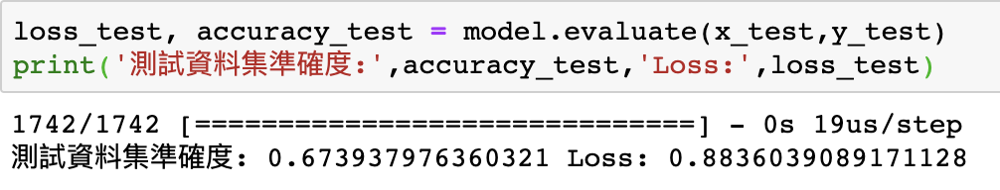 loss_test, accuracy_test = model.evaluate(x_test,y_test)
print('測試資料集準確度:',accuracy_test,'Loss:',loss_test)
1742/1742 [==============================] - 0s 19us/step
測試資料集準確度: 0.673937976360321 Loss: 0.8836039089171128